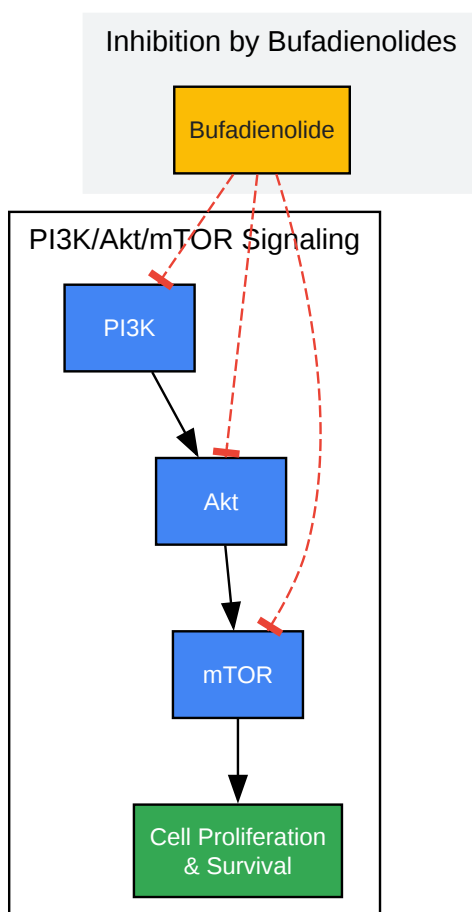 Inhibition by Bufadienolides
Bufadienolide
PI3K/Akt/mTOR Signaling
PI3K
Akt
mTOR
Cell Proliferation
& Survival